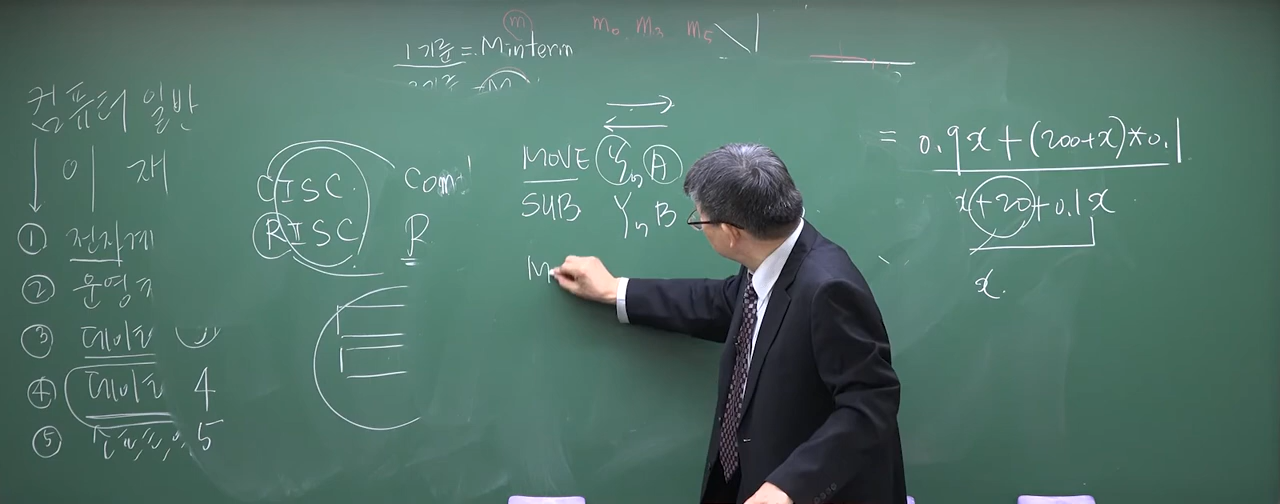 m
m₀, m₃ m₅
1기준 = Minterm
컴퓨터 일반
이 재
① 전자계
② 운영
③ 데이
④ 데이 4
⑤ 5
CISC. Com
RISC R
MOVE Y, A
SUB Y, B
M
= 0.9x+(200+x)*0.1
x+20+0.1x
x.